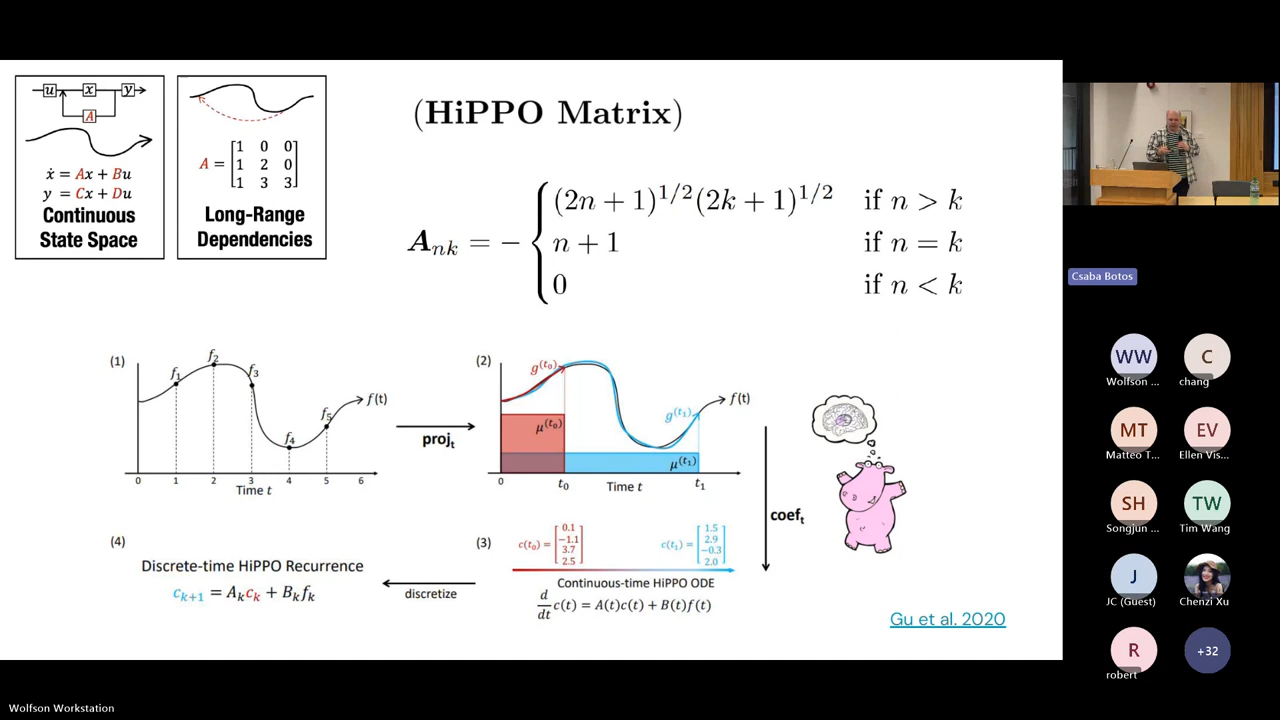 u x y
A
ẋ = Ax + Bu
y = Cx + Du
Continuous
State Space
A = [1 0 0
1 2 0
1 3 3]
Long-Range
Dependencies
(HiPPO Matrix)
(2n + 1)^{1/2}(2k + 1)^{1/2} if n > k
A_{nk} = − { n + 1 if n = k
0 if n < k
(1)
f₁ f₂ f₃ f₄ f₅ f(t)
0 1 2 3 4 5 6
Time t
proj_t
(2)
g^{(t₀)} g^{(t₁)} f(t)
μ^{(t₀)} μ^{(t₁)}
0 t₀ Time t t₁
coef_t
(3)
c(t₀) = [0.1
−1.1
3.7
2.5]
c(t₁) = [1.5
2.9
−0.3
2.0]
Continuous-time HiPPO ODE
d/dt c(t) = A(t)c(t) + B(t)f(t)
discretize
(4)
Discrete-time HiPPO Recurrence
c_{k+1} = A_k c_k + B_k f_k
Gu et al. 2020
Csaba Botos
WW
Wolfson ...
C
chang
MT
Matteo T...
EV
Ellen Vis...
SH
Songjun ...
TW
Tim Wang
J
JC (Guest)
Chenzi Xu
R
robert
+32
Wolfson Workstation